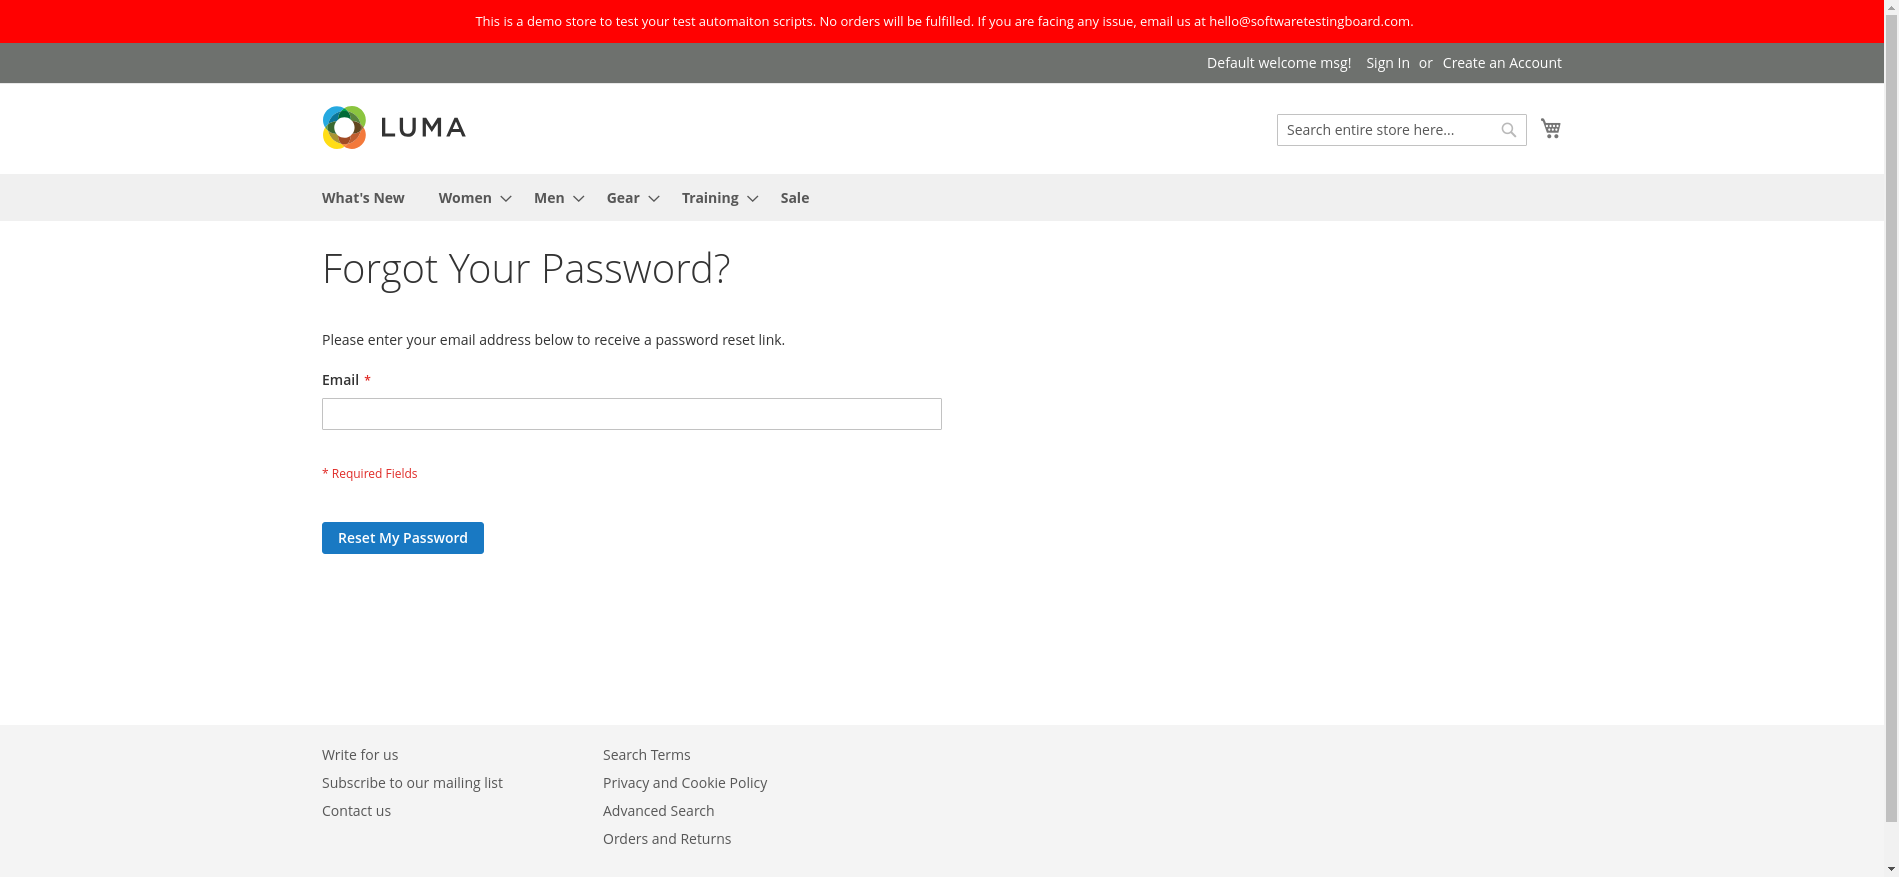 This is a demo store to test your test automaiton scripts. No orders will be fulfilled. If you are facing any issue, email us at hello@softwaretestingboard.com.
Default welcome msg! Sign In or Create an Account
LUMA
Search entire store here...
What's New Women Men Gear Training Sale
Forgot Your Password?
Please enter your email address below to receive a password reset link.
Email *
* Required Fields
Reset My Password
Write for us
Subscribe to our mailing list
Contact us
Search Terms
Privacy and Cookie Policy
Advanced Search
Orders and Returns